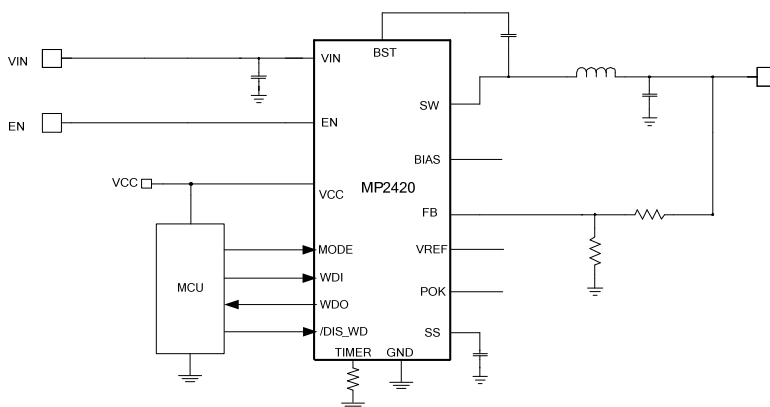 BST
VIN
VIN
SW
EN
EN
BIAS
MP2420
VCC
VCC
FB
MODE
VREF
WDI
MCU
POK
WDO
/DIS_WD
SS
TIMER
GND